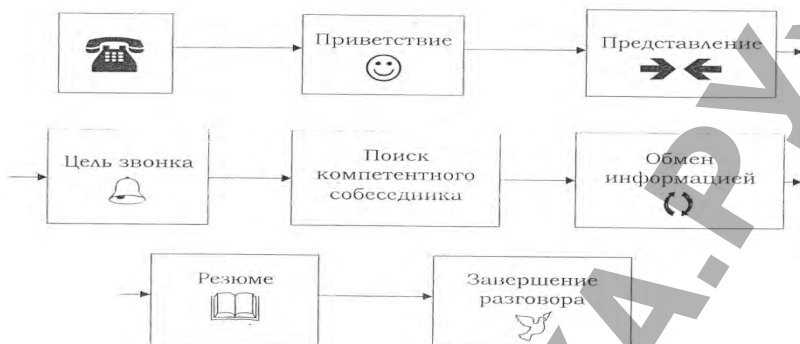 Приветствие
Представление
Цель звонка
Поиск
компетентного
собеседника
Обмен
информацией
Резюме
Завершение
разговора